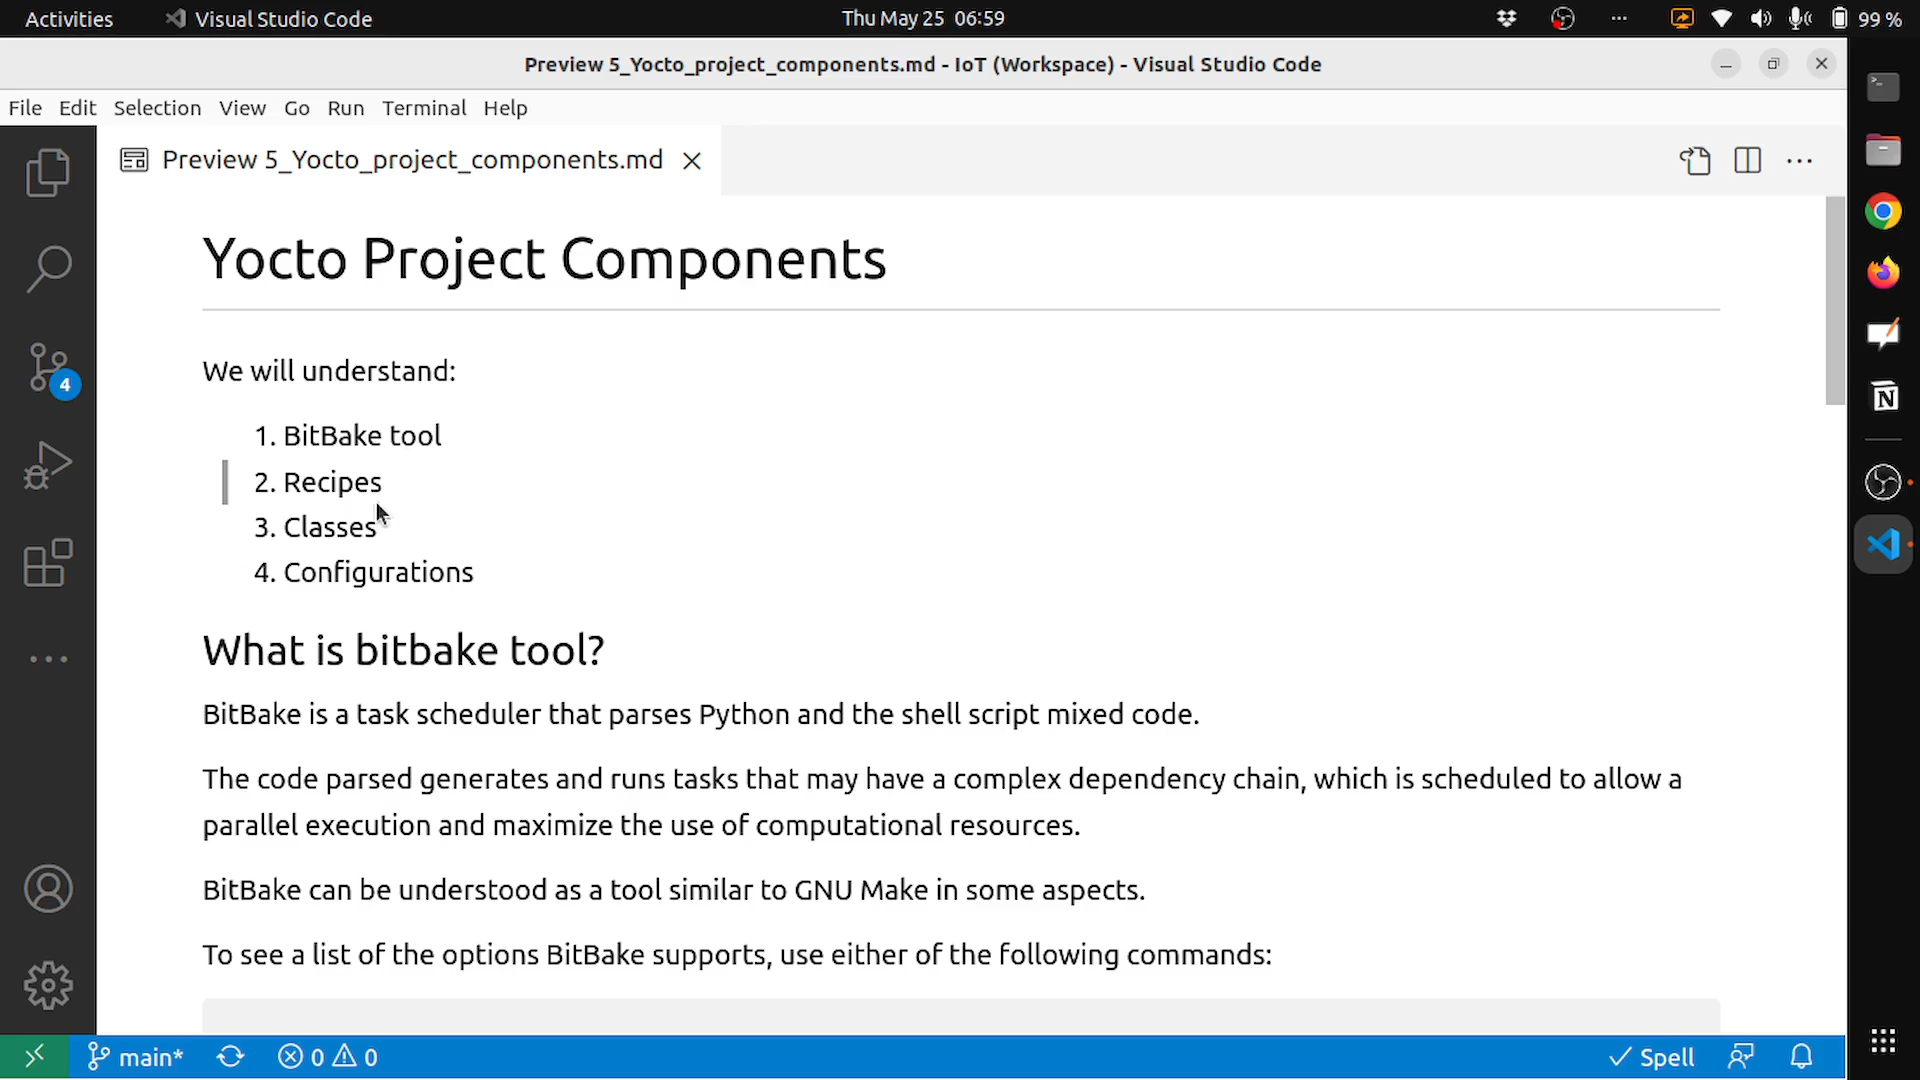 Activities Visual Studio Code Thu May 25 06:59 99 %
Preview 5_Yocto_project_components.md - IoT (Workspace) - Visual Studio Code
File Edit Selection View Go Run Terminal Help
Preview 5_Yocto_project_components.md
Yocto Project Components
We will understand:
1. BitBake tool
2. Recipes
3. Classes
4. Configurations
4
What is bitbake tool?
BitBake is a task scheduler that parses Python and the shell script mixed code.
The code parsed generates and runs tasks that may have a complex dependency chain, which is scheduled to allow a
parallel execution and maximize the use of computational resources.
BitBake can be understood as a tool similar to GNU Make in some aspects.
To see a list of the options BitBake supports, use either of the following commands:
main* 0 0 Spell